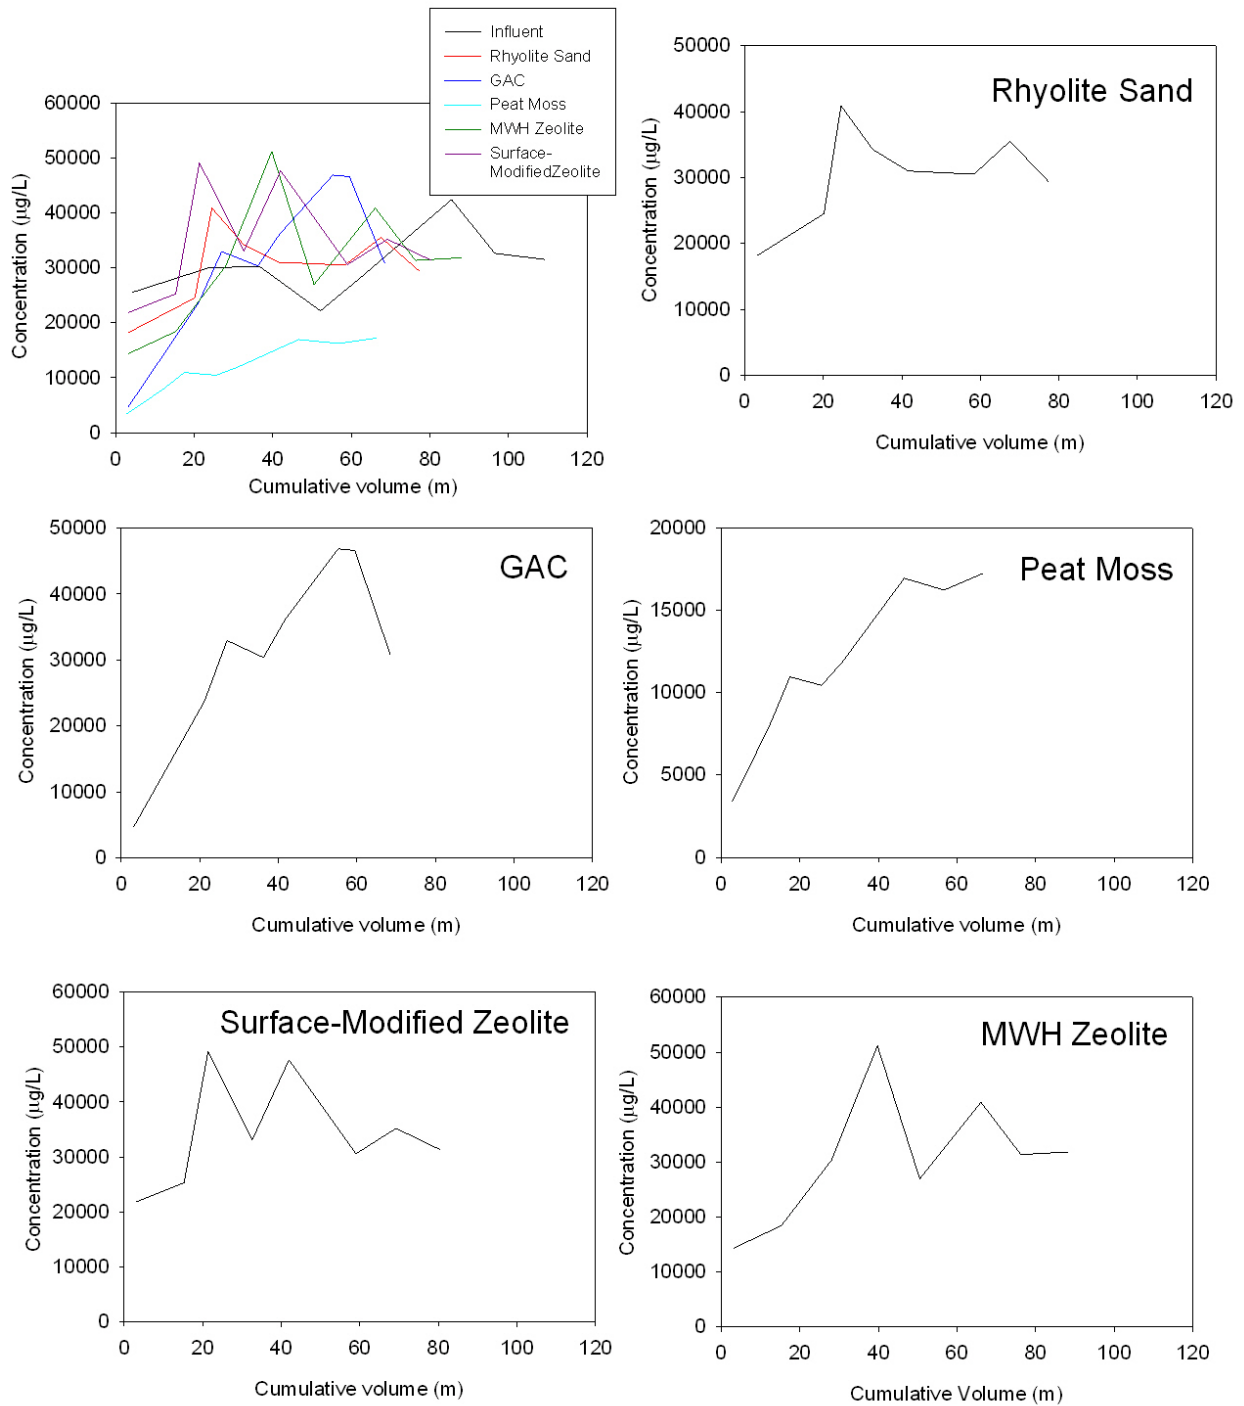 Influent
Rhyolite Sand
GAC
Peat Moss
MWH Zeolite
Surface-
ModifiedZeolite
60000
50000
40000
30000
20000
10000
0
Concentration (μg/L)
0 20 40 60 80 100 120
Cumulative volume (m)
Rhyolite Sand
50000
40000
30000
20000
10000
0
Concentration (μg/L)
0 20 40 60 80 100 120
Cumulative volume (m)
GAC
50000
40000
30000
20000
10000
0
Concentration (μg/L)
0 20 40 60 80 100 120
Cumulative volume (m)
Peat Moss
20000
15000
10000
5000
0
Concentration (μg/L)
0 20 40 60 80 100 120
Cumulative volume (m)
Surface-Modified Zeolite
60000
50000
40000
30000
20000
10000
0
Concentration (μg/L)
0 20 40 60 80 100 120
Cumulative volume (m)
MWH Zeolite
60000
50000
40000
30000
20000
10000
0
Concentration (μg/L)
0 20 40 60 80 100 120
Cumulative Volume (m)